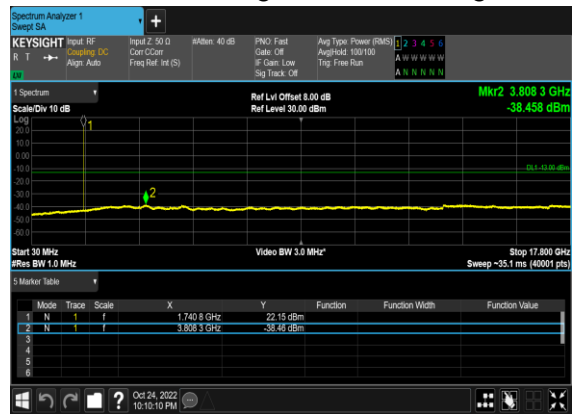 Spectrum Analyzer 1
Swept SA
+
KEYSIGHT Input: RF Input Z: 50 Ω #Atten: 40 dB PNO: Fast Avg Type: Power (RMS) 1 2 3 4 5 6
R T Coupling: DC Corr CCorr Gate: Off Avg|Hold: 100/100 A W W W W W
Align: Auto Freq Ref: Int (S) IF Gain: Low Trig: Free Run
LW Sig Track: Off A N N N N N
1 Spectrum Ref Lvl Offset 8.00 dB Mkr2 3.808 3 GHz
Scale/Div 10 dB Ref Level 30.00 dBm -38.458 dBm
Log
20.0 1
10.0
0.00
-10.0 DL1 -13.00 dBm
-20.0
-30.0 2
-40.0
-50.0
-60.0
Start 30 MHz Video BW 3.0 MHz* Stop 17.800 GHz
#Res BW 1.0 MHz Sweep ~35.1 ms (40001 pts)
5 Marker Table
Mode Trace Scale X Y Function Function Width Function Value
1 N 1 f 1.740 8 GHz 22.15 dBm
2 N 1 f 3.808 3 GHz -38.46 dBm
3
4
5
6
? Oct 24, 2022
10:10:10 PM